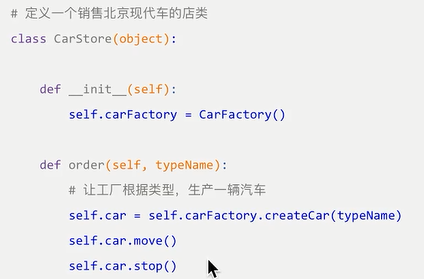 # 定义一个销售北京现代车的店类
class CarStore(object):
    def __init__(self):
        self.carFactory = CarFactory()
    def order(self, typeName):
        # 让工厂根据类型，生产一辆汽车
        self.car = self.carFactory.createCar(typeName)
        self.car.move()
        self.car.stop()